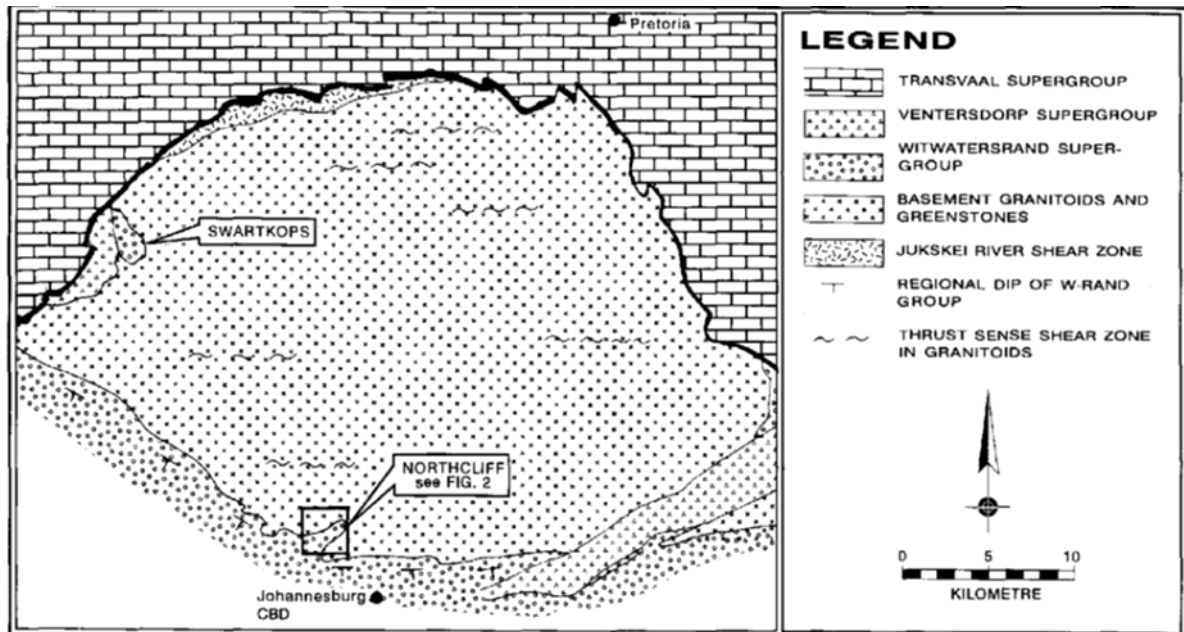 Pretoria
SWARTKOPS
NORTHCLIFF
see FIG. 2
Johannesburg
CBD
LEGEND
TRANSVAAL SUPERGROUP
VENTERSDORP SUPERGROUP
WITWATERSRAND SUPER-
GROUP
BASEMENT GRANITOIDS AND
GREENSTONES
JUKSKEI RIVER SHEAR ZONE
REGIONAL DIP OF W-RAND
GROUP
THRUST SENSE SHEAR ZONE
IN GRANITOIDS
0 5 10
KILOMETRE